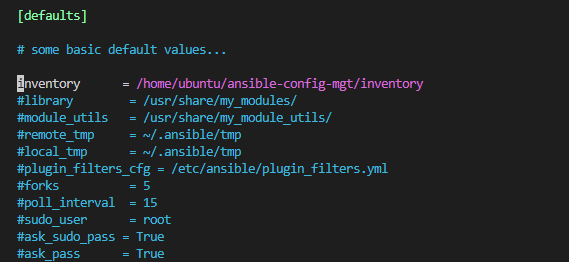 [defaults]
# some basic default values...
inventory      = /home/ubuntu/ansible-config-mgt/inventory
#library        = /usr/share/my_modules/
#module_utils   = /usr/share/my_module_utils/
#remote_tmp     = ~/.ansible/tmp
#local_tmp      = ~/.ansible/tmp
#plugin_filters_cfg = /etc/ansible/plugin_filters.yml
#forks          = 5
#poll_interval  = 15
#sudo_user      = root
#ask_sudo_pass = True
#ask_pass      = True